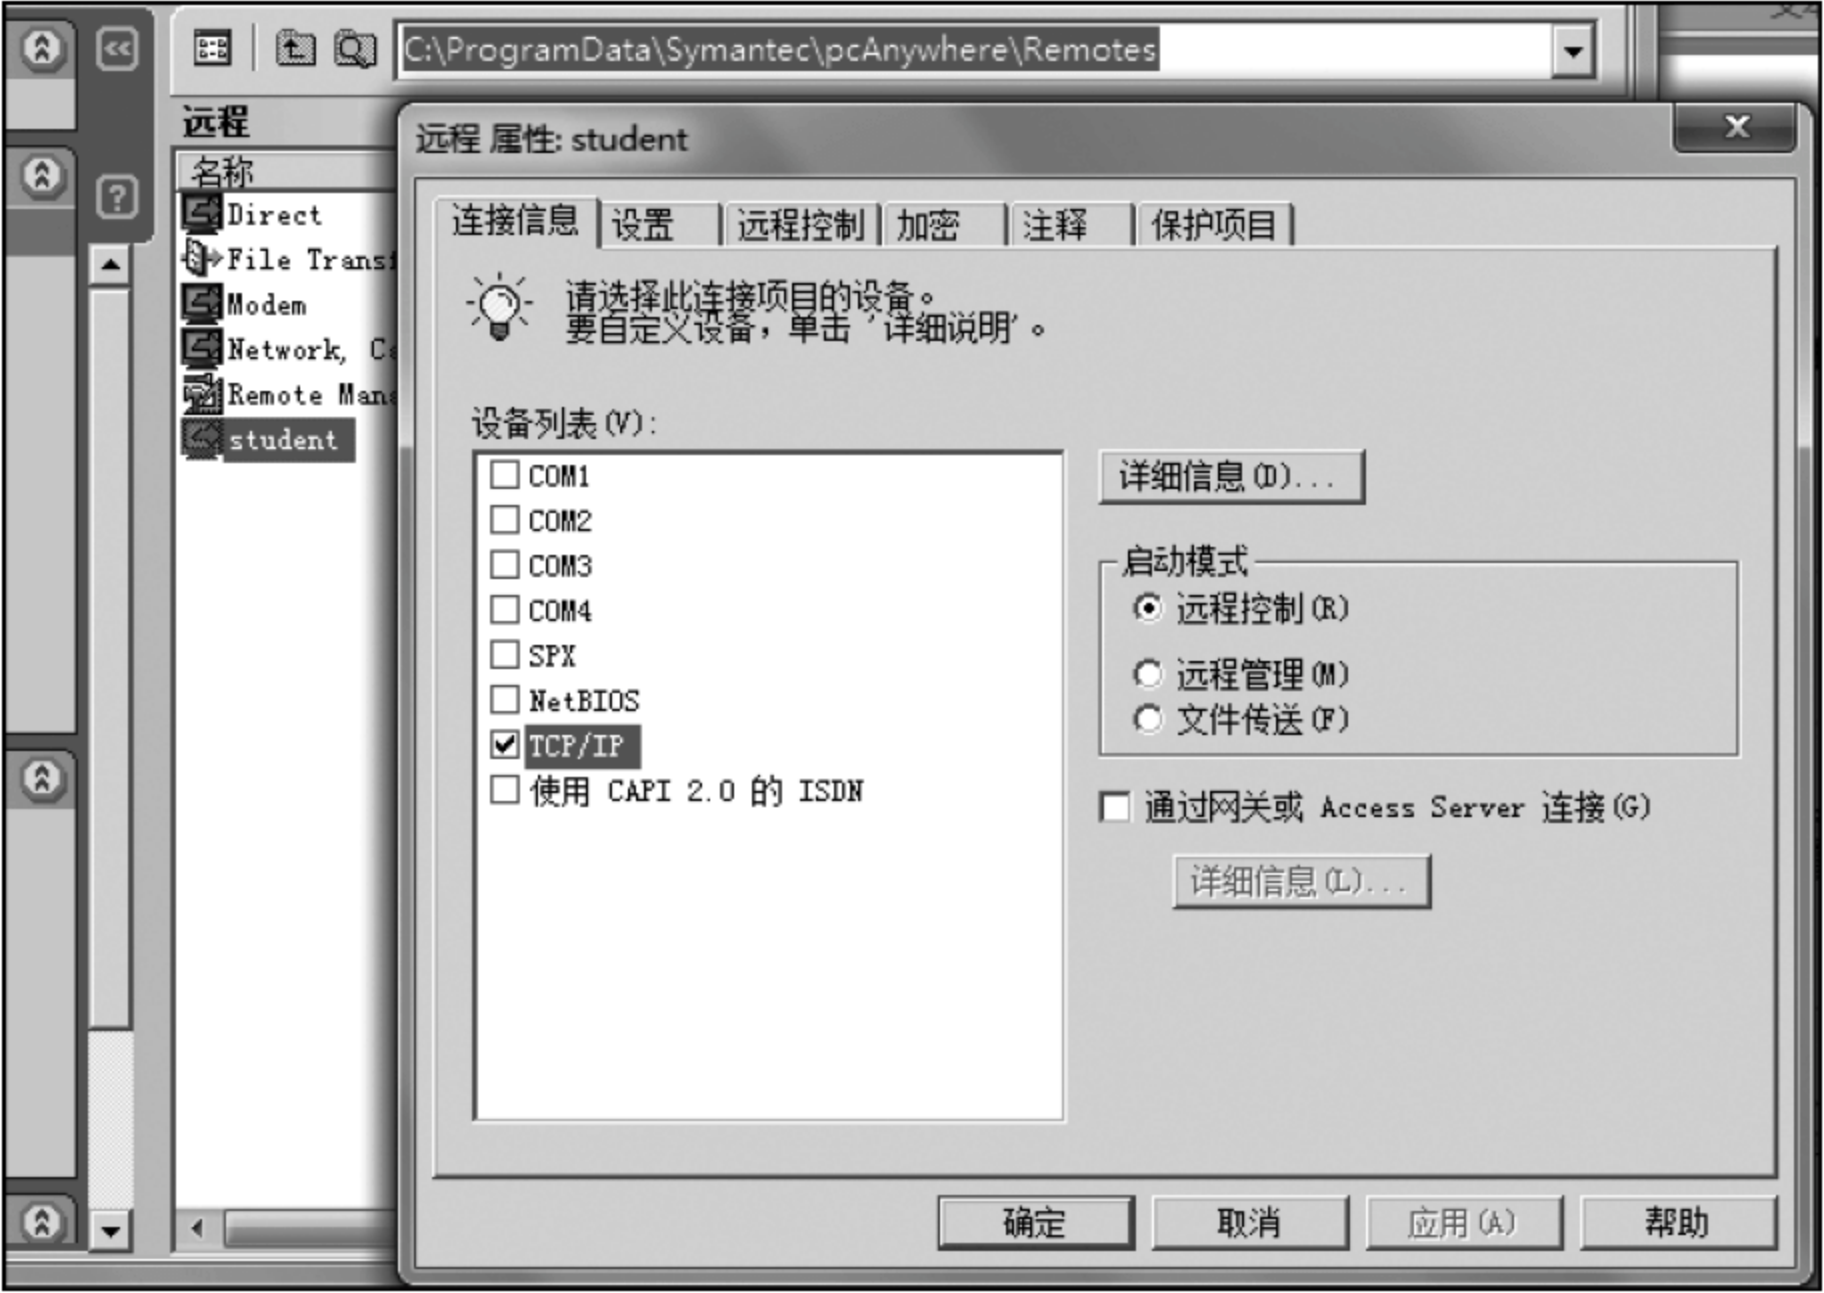 C:\ProgramData\Symantec\pcAnywhere\Remotes
远程
名称
Direct
File Trans
Modem
Network,
Remote
student
远程 属性: student
连接信息 设置 远程控制 加密 注释 保护项目
请选择此连接项目的设备。
要自定义设备，单击 '详细说明'。
设备列表(V):
COM1
COM2
COM3
COM4
SPX
NetBIOS
TCP/IP
使用 CAPI 2.0 的 ISDN
详细信息(D)...
启动模式
远程控制(R)
远程管理(M)
文件传送(F)
通过网关或 Access Server 连接(G)
详细信息(L)...
确定 取消 应用(A) 帮助